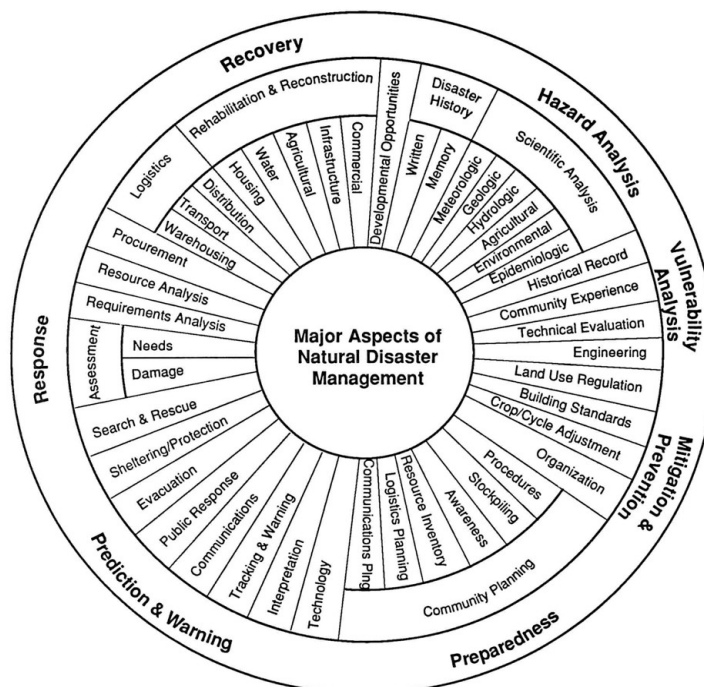 Major Aspects of
Natural Disaster
Management
Recovery
Hazard Analysis
Vulnerability
Analysis
Mitigation &
Prevention
Preparedness
Prediction & Warning
Response
Rehabilitation & Reconstruction
Developmental Opportunities
Disaster
History
Scientific Analysis
Written
Memory
Meteorologic
Geologic
Hydrologic
Agricultural
Environmental
Epidemiologic
Historical Record
Community Experience
Technical Evaluation
Engineering
Land Use Regulation
Building Standards
Crop/Cycle Adjustment
Organization
Community Planning
Procedures
Stockpiling
Awareness
Resource Inventory
Logistics Planning
Communications Plng
Technology
Interpretation
Tracking & Warning
Communications
Public Response
Evacuation
Sheltering/Protection
Search & Rescue
Assessment
Damage
Needs
Requirements Analysis
Resource Analysis
Procurement
Logistics
Warehousing
Transport
Distribution
Housing
Water
Agricultural
Infrastructure
Commercial